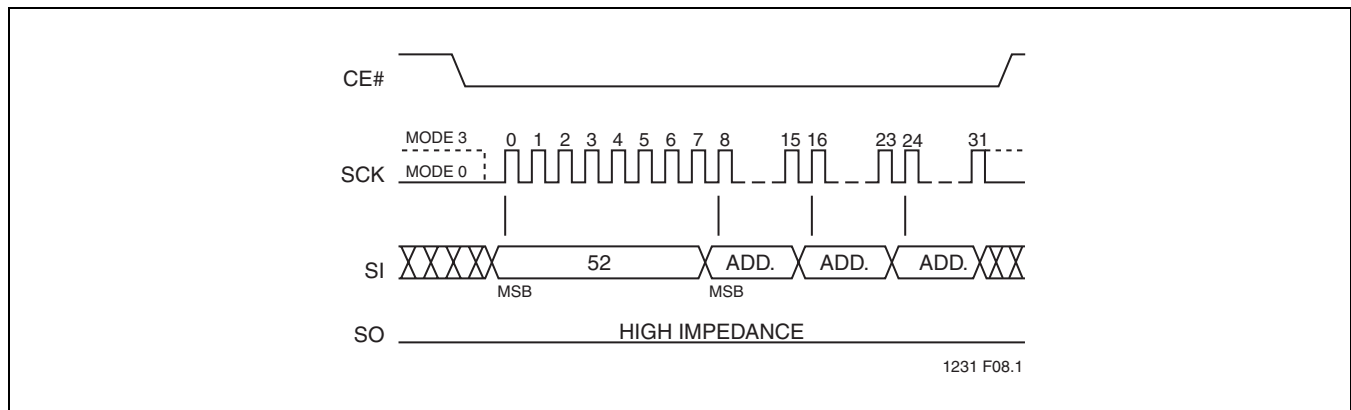 CE#
MODE 3
0 1 2 3 4 5 6 7 8 15 16 23 24 31
SCK MODE 0
SI 52 ADD. ADD. ADD.
MSB MSB
SO HIGH IMPEDANCE
1231 F08.1